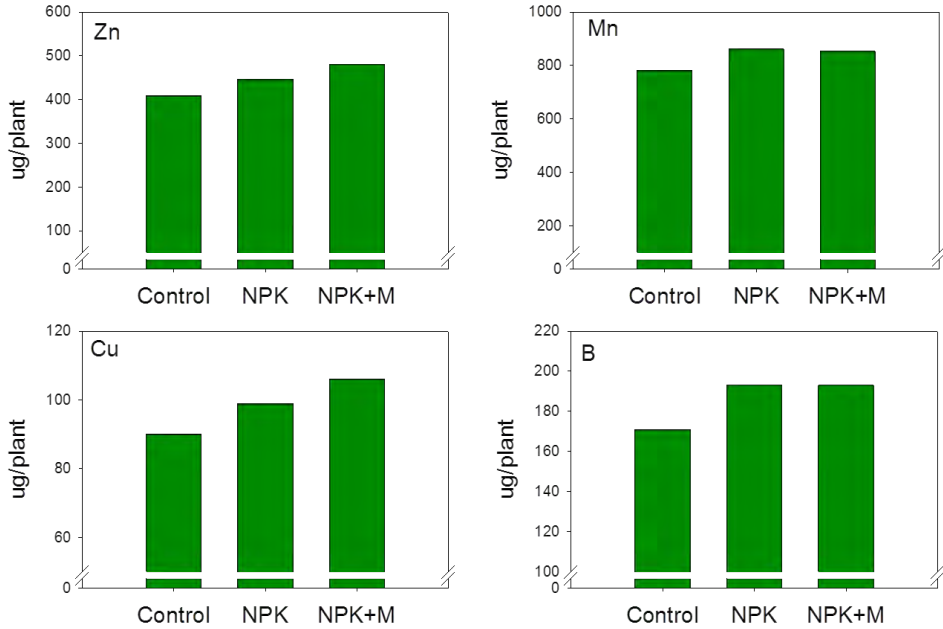 Zn
600
500
400
300
200
100
0
ug/plant
Control NPK NPK+M
Mn
1000
800
600
400
200
0
ug/plant
Control NPK NPK+M
Cu
120
100
80
60
0
ug/plant
Control NPK NPK+M
B
220
200
180
160
140
120
100
0
ug/plant
Control NPK NPK+M